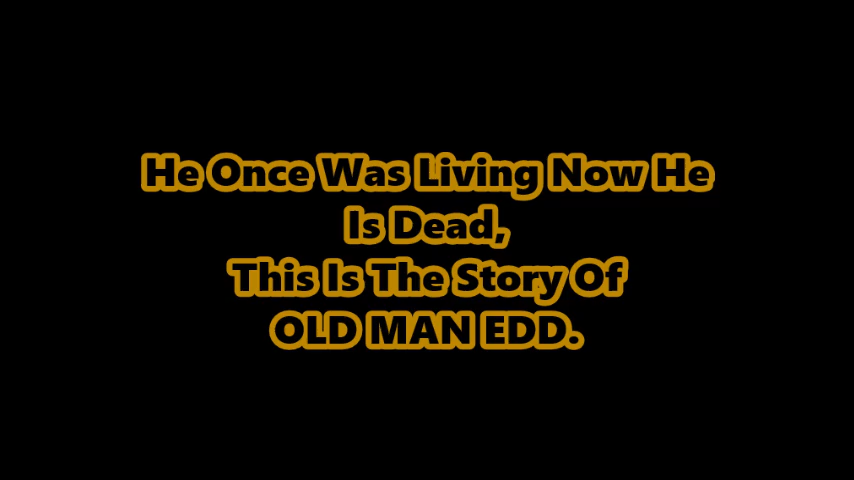 He Once Was Living Now He
Is Dead,
This Is The Story Of
OLD MAN EDD.